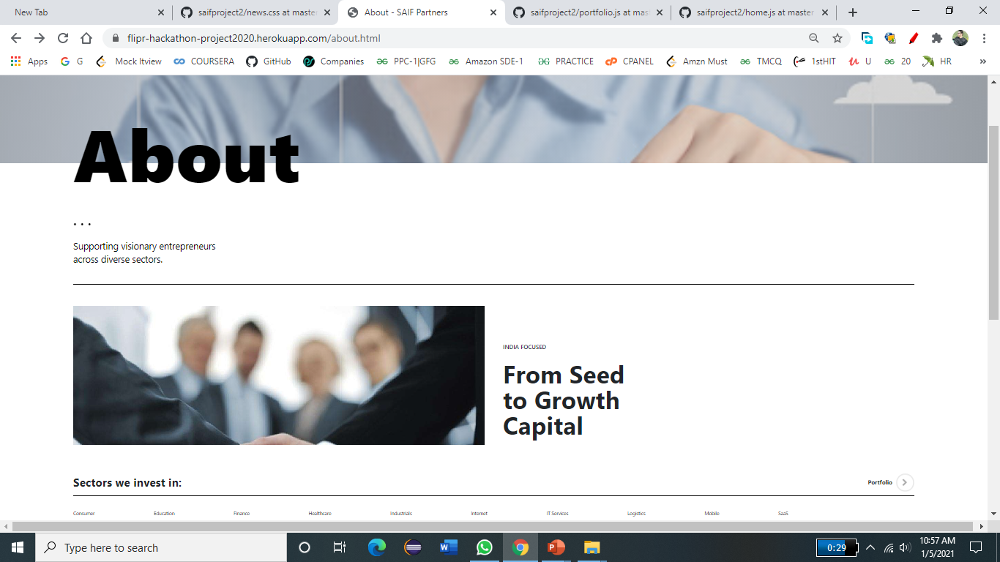 New Tab
saifproject2/news.css at master
About - SAIF Partners
saifproject2/portfolio.js at mas
saifproject2/home.js at master
flipr-hackathon-project2020.herokuapp.com/about.html
Apps
G
Mock Itview
COURSERA
GitHub
Companies
PPC-1|GFG
Amazon SDE-1
PRACTICE
CPANEL
Amzn Must
TMCQ
1stHIT
U
20
HR
»
About
...
Supporting visionary entrepreneurs
across diverse sectors.
INDIA FOCUSED
From Seed
to Growth
Capital
Sectors we invest in:
Portfolio
Consumer
Education
Finance
Healthcare
Industrials
Internet
IT Services
Logistics
Mobile
SaaS
Type here to search
0:29
10:57 AM
1/5/2021